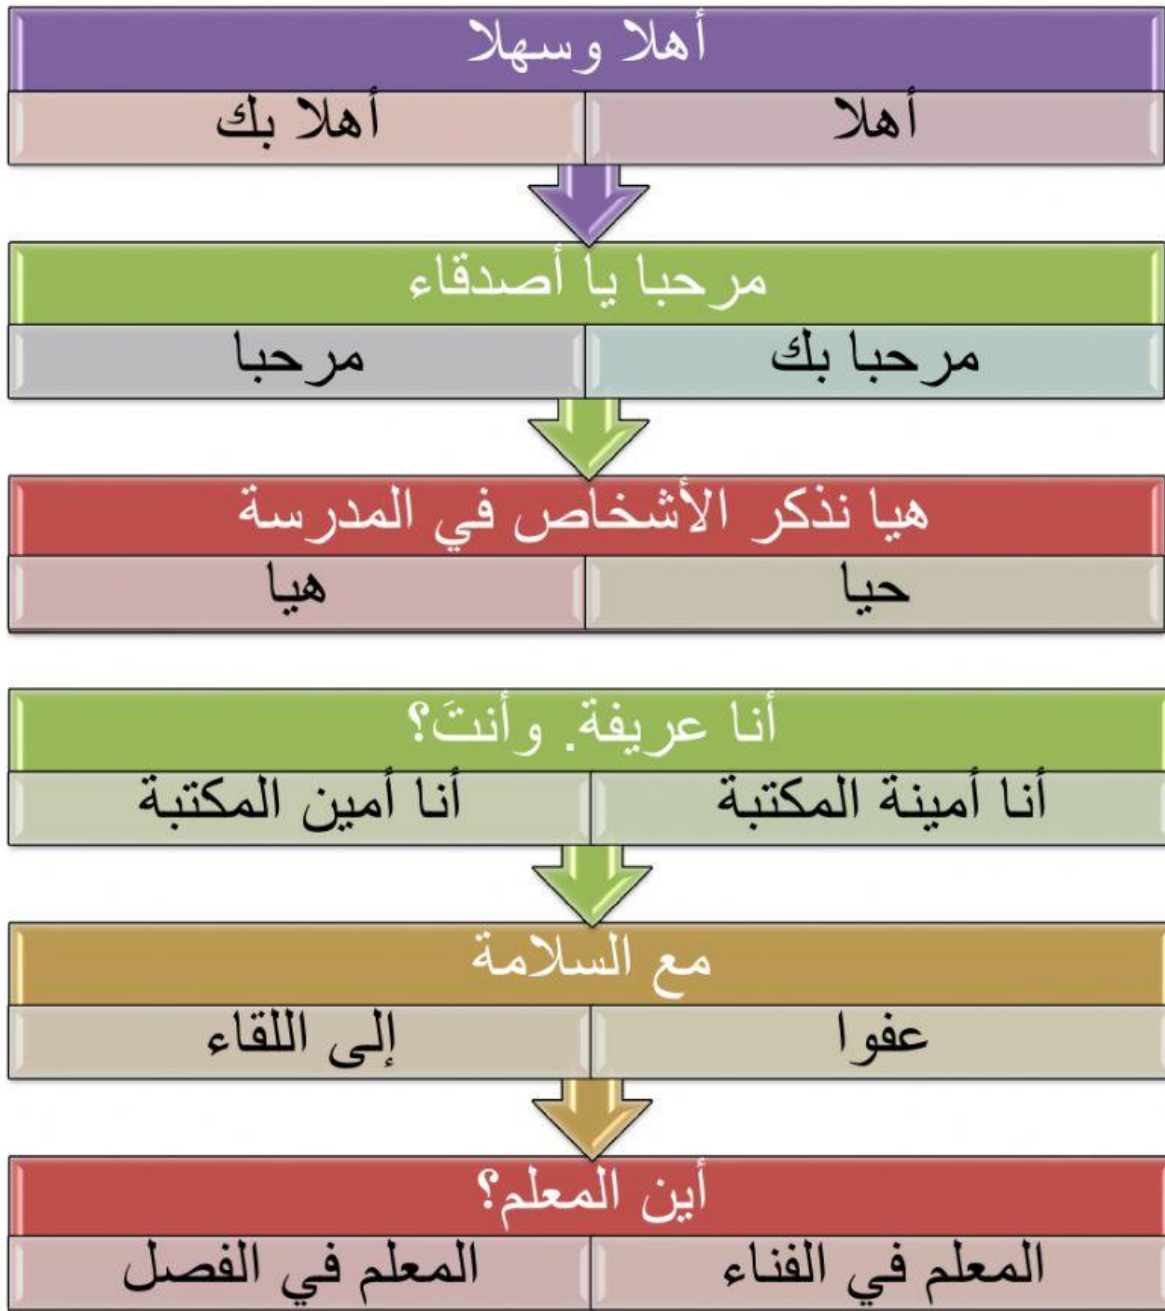 أهلا وسهلا
أهلا
أهلا بك
مرحبا يا أصدقاء
مرحبا بك
مرحبا
هيا نذكر الأشخاص في المدرسة
حيا
هيا
أنا عريفة. وأنتَ؟
أنا أمينة المكتبة
أنا أمين المكتبة
مع السلامة
عفوا
إلى اللقاء
أين المعلم؟
المعلم في الفناء
المعلم في الفصل